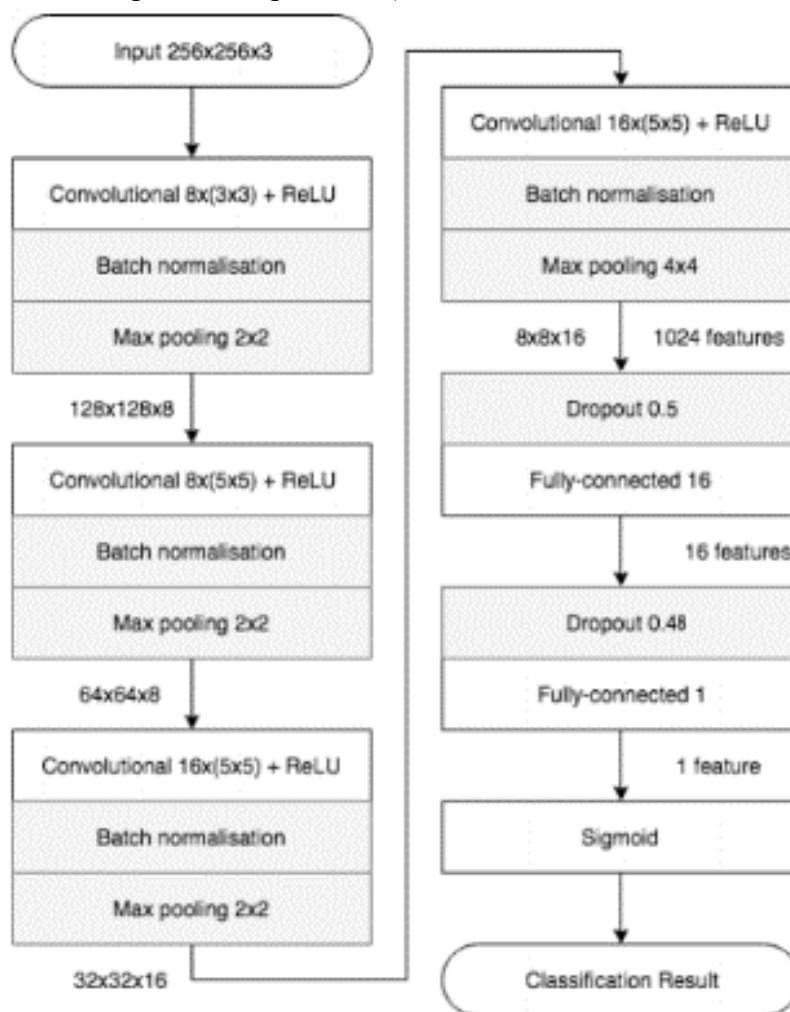 Input 256x256x3
Convolutional 8x(3x3) + ReLU
Batch normalisation
Max pooling 2x2
128x128x8
Convolutional 8x(5x5) + ReLU
Batch normalisation
Max pooling 2x2
64x64x8
Convolutional 16x(5x5) + ReLU
Batch normalisation
Max pooling 2x2
32x32x16
Convolutional 16x(5x5) + ReLU
Batch normalisation
Max pooling 4x4
8x8x16 1024 features
Dropout 0.5
Fully-connected 16
16 features
Dropout 0.48
Fully-connected 1
1 feature
Sigmoid
Classification Result